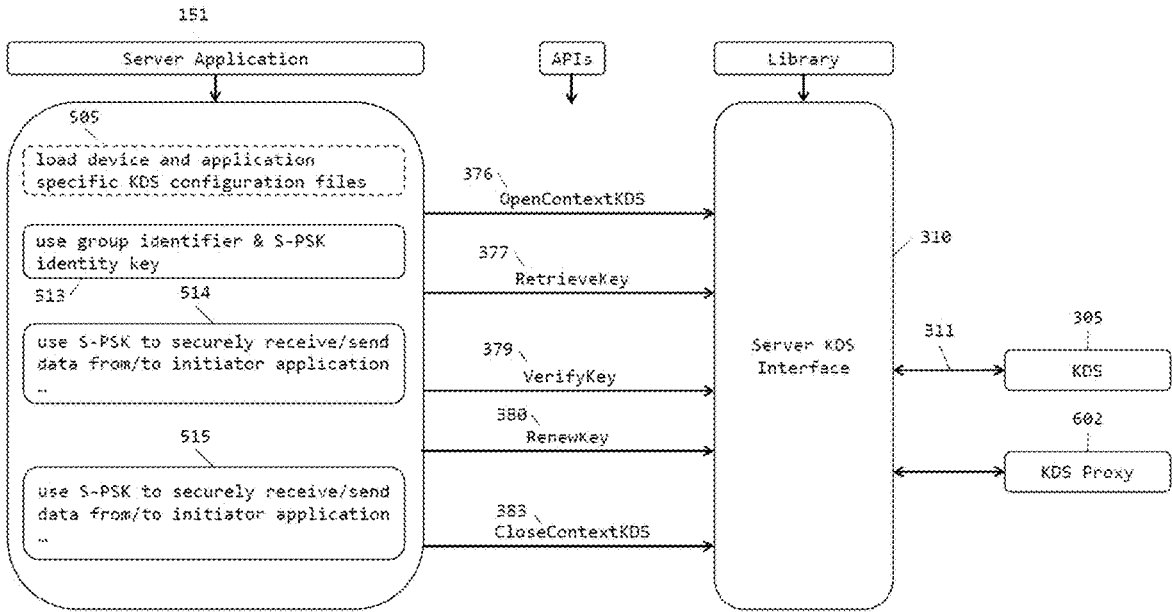 151
Server Application
APIs
Library
505
load device and application
specific KDS configuration files
376
OpenContextKDS
use group identifier & S-PSK
identity key
513
377
RetrieveKey
310
514
use S-PSK to securely receive/send
data from/to initiator application
…
379
VerifyKey
Server KDS
Interface
311
305
KDS
380
RenewKey
602
KDS Proxy
515
use S-PSK to securely receive/send
data from/to initiator application
…
383
CloseContextKDS